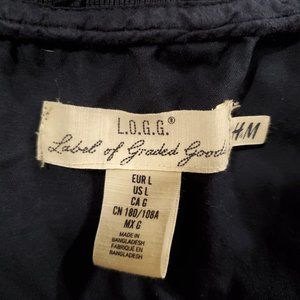 L.O.G.G.®
Label of Graded Goods
H&M
EUR L
US L
CA G
CN 180/108A
MX G
MADE IN
BANGLADESH
FABRIQUÉ EN
BANGLADESH